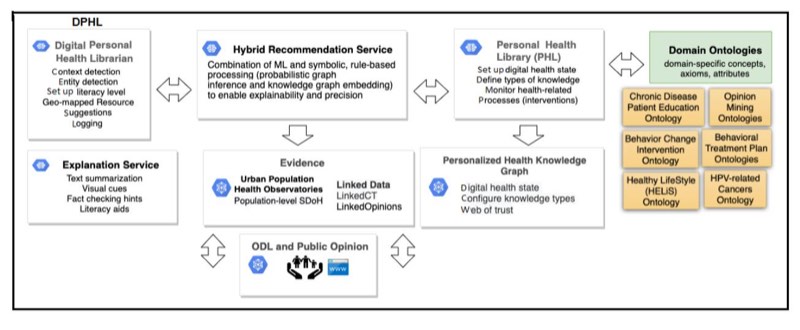 DPHL
Digital Personal
Health Librarian
Context detection
Entity detection
Set up literacy level
Geo-mapped Resource
Suggestions
Logging
Hybrid Recommendation Service
Combination of ML and symbolic, rule-based
processing (probabilistic graph
inference and knowledge graph embedding)
to enable explainability and precision
Personal Health
Library (PHL)
Set up digital health state
Define types of knowledge
Monitor health-related
Processes (interventions)
Domain Ontologies
domain-specific concepts,
axioms, attributes
Chronic Disease
Patient Education
Ontology
Opinion
Mining
Ontologies
Behavior Change
Intervention
Ontology
Behavioral
Treatment Plan
Ontologies
Healthy LifeStyle
(HELiS)
Ontology
HPV-related
Cancers
Ontology
Explanation Service
Text summarization
Visual cues
Fact checking hints
Literacy aids
Evidence
Urban Population
Health Observatories
Population-level SDoH
Linked Data
LinkedCT
LinkedOpinions
Personalized Health Knowledge
Graph
Digital health state
Configure knowledge types
Web of trust
ODL and Public Opinion
WWW